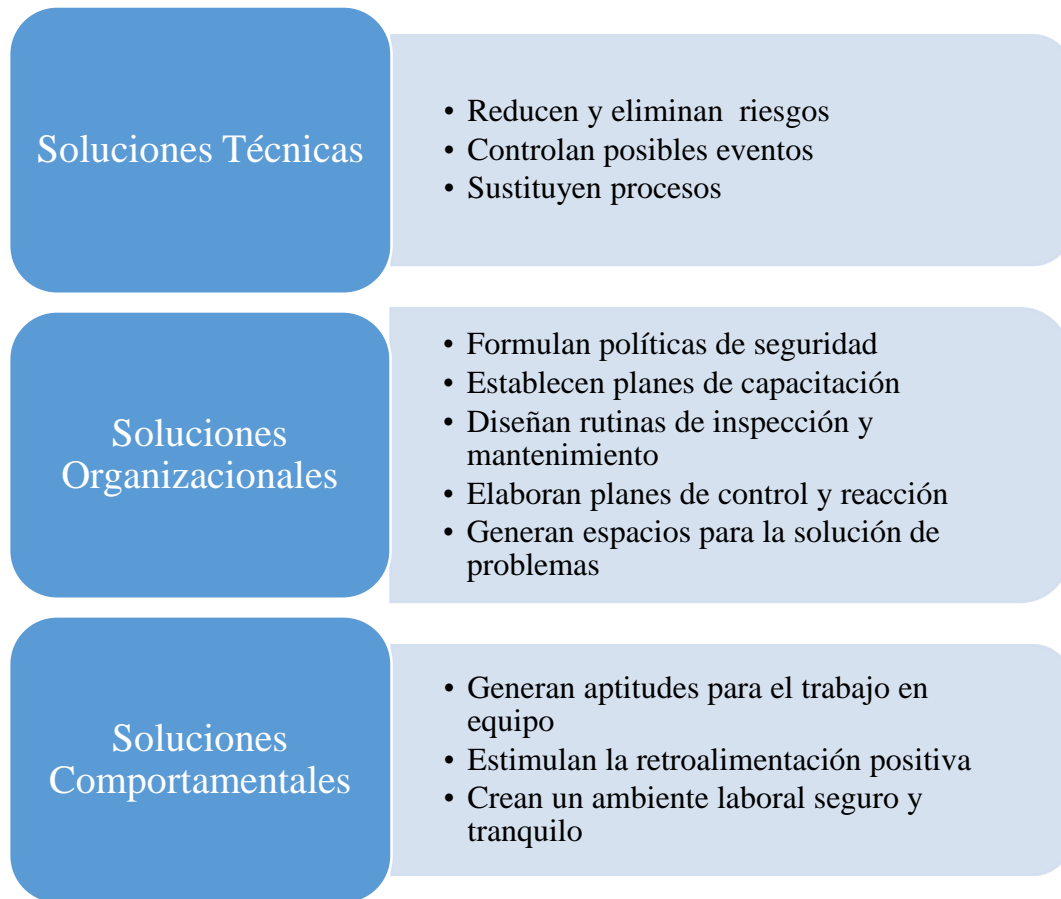 Soluciones Técnicas
• Reducen y eliminan riesgos
• Controlan posibles eventos
• Sustituyen procesos
Soluciones
Organizacionales
• Formulan políticas de seguridad
• Establecen planes de capacitación
• Diseñan rutinas de inspección y
mantenimiento
• Elaboran planes de control y reacción
• Generan espacios para la solución de
problemas
Soluciones
Comportamentales
• Generan aptitudes para el trabajo en
equipo
• Estimulan la retroalimentación positiva
• Crean un ambiente laboral seguro y
tranquilo